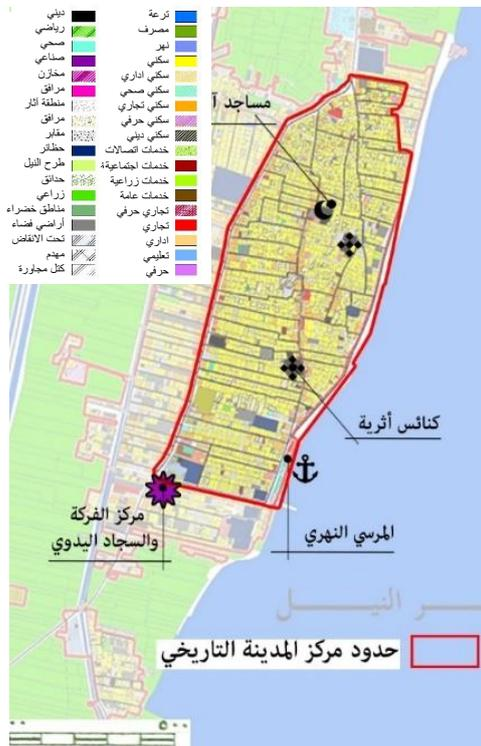 ترعة
مصرف
نهر
سكني
سكني اداري
سكني صحي
سكني تجاري
سكني حرفي
سكني ديني
خدمات اتصالات
خدمات اجتماعية
خدمات زراعية
خدمات عامة
تجاري حرفي
تجاري
اداري
تعليمي
حرفي
ديني
رياضي
صحي
صناعي
مخازن
مرافق
منطقة آثار
مرافق
مقابر
حظائر
طرح النيل
حدائق
زراعي
مناطق خضراء
أراضي فضاء
تحت الانقاض
مهدم
كتل مجاورة
مساجد
كنائس أثرية
المرسي النهري
مركز الفركة
والسجاد اليدوي
ـر النيل
حدود مركز المدينة التاريخي